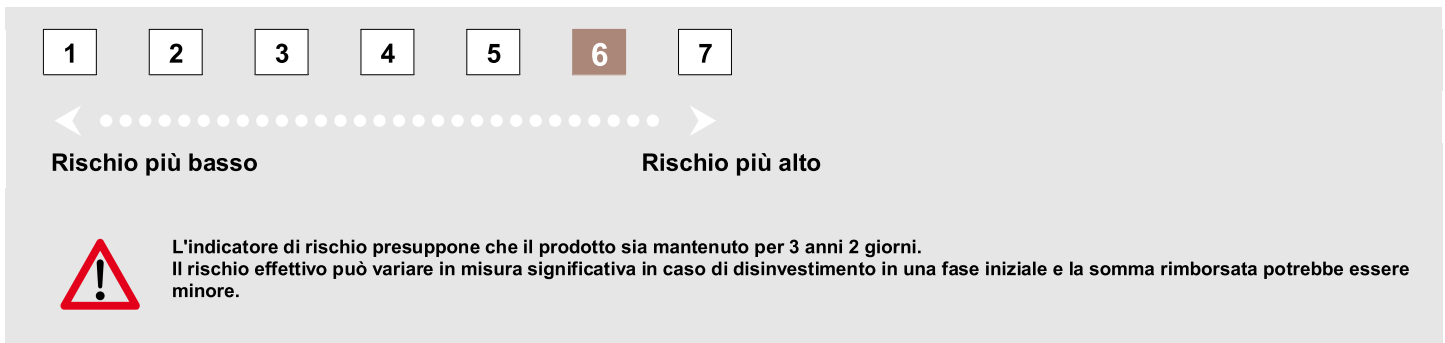 1 2 3 4 5 6 7
Rischio più basso Rischio più alto
L'indicatore di rischio presuppone che il prodotto sia mantenuto per 3 anni 2 giorni.
Il rischio effettivo può variare in misura significativa in caso di disinvestimento in una fase iniziale e la somma rimborsata potrebbe essere
minore.